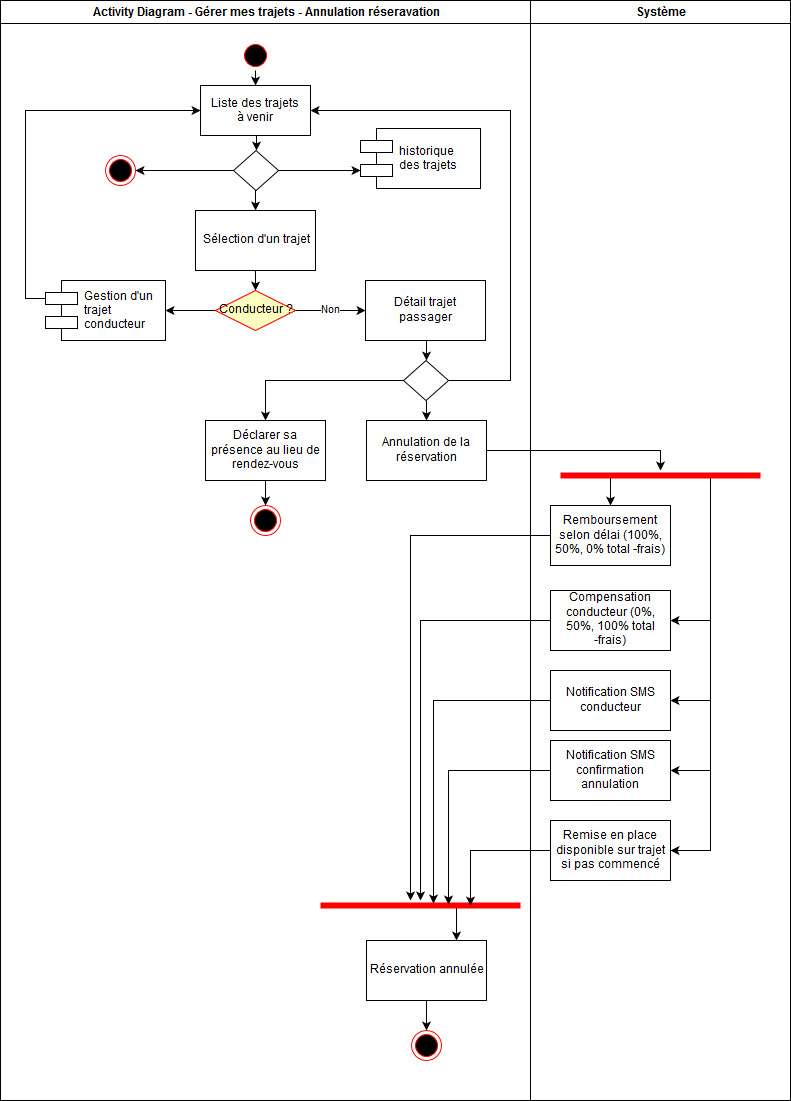 Activity Diagram - Gérer mes trajets - Annulation réseravation
Système
Liste des trajets
à venir
historique
des trajets
Sélection d'un trajet
Gestion d'un
trajet
conducteur
Conducteur ?
Non
Détail trajet
passager
Déclarer sa
présence au lieu de
rendez-vous
Annulation de la
réservation
Remboursement
selon délai (100%,
50%, 0% total -frais)
Compensation
conducteur (0%,
50%, 100% total
-frais)
Notification SMS
conducteur
Notification SMS
confirmation
annulation
Remise en place
disponible sur trajet
si pas commencé
Réservation annulée